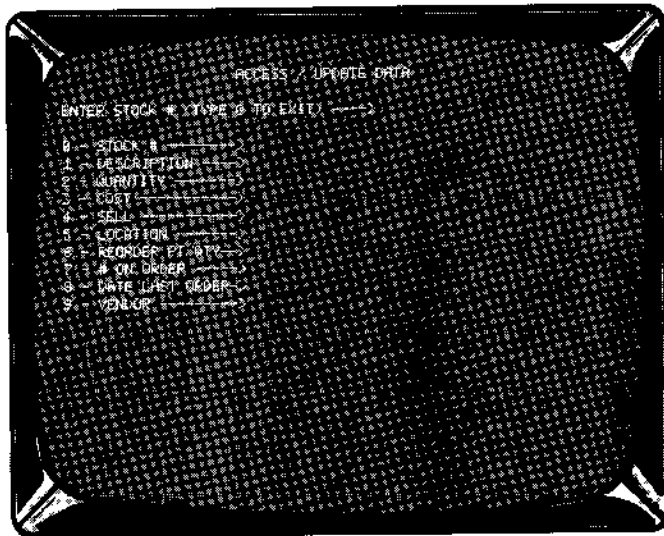 ACCESS / UPDATE DATA
ENTER STOCK # (TYPE @ TO EXIT) ---->
0 - STOCK # -------->
1 - DESCRIPTION ---->
2 - QUANTITY ------->
3 - COST ----------->
4 - SELL ----------->
5 - LOCATION ------->
6 - REORDER PT QTY-->
7 - # ON ORDER ----->
8 - DATE LAST ORDER->
9 - VENDOR --------->